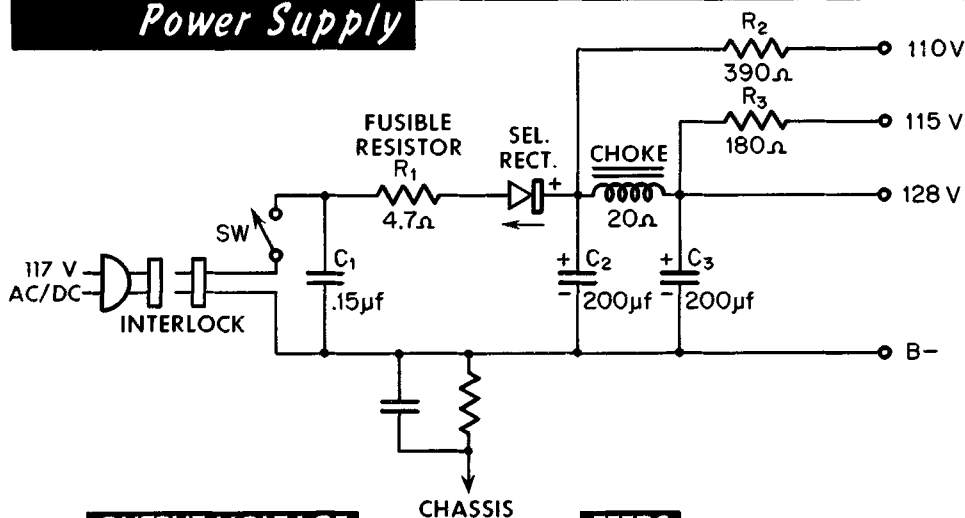 Power Supply
R2
390Ω
110V
R3
180Ω
115 V
FUSIBLE
RESISTOR
R1
4.7Ω
SEL.
RECT.
+
CHOKE
20Ω
128 V
SW
117 V
AC/DC
INTERLOCK
C1
.15µf
+ C2
− 200µf
+ C3
− 200µf
B−
CHASSIS